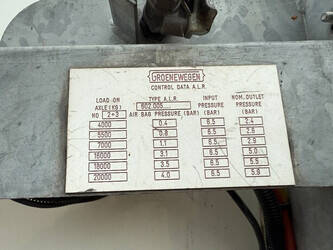 GROENEWEGEN
CONTROL DATA A.L.R.
LOAD ON AXLE (KG) TYPE A.L.R. INPUT PRESSURE (BAR) NOM. OUTLET PRESSURE (BAR)
602.005
NO 2+3 AIR BAG PRESSURE (BAR)
4000 0.4 6.5 2.4
5500 0.8 6.5 2.6
7000 1.1 6.5 2.9
16000 3.1 6.5 5.0
18000 3.5 6.5 5.5
20000 4.0 6.5 5.8